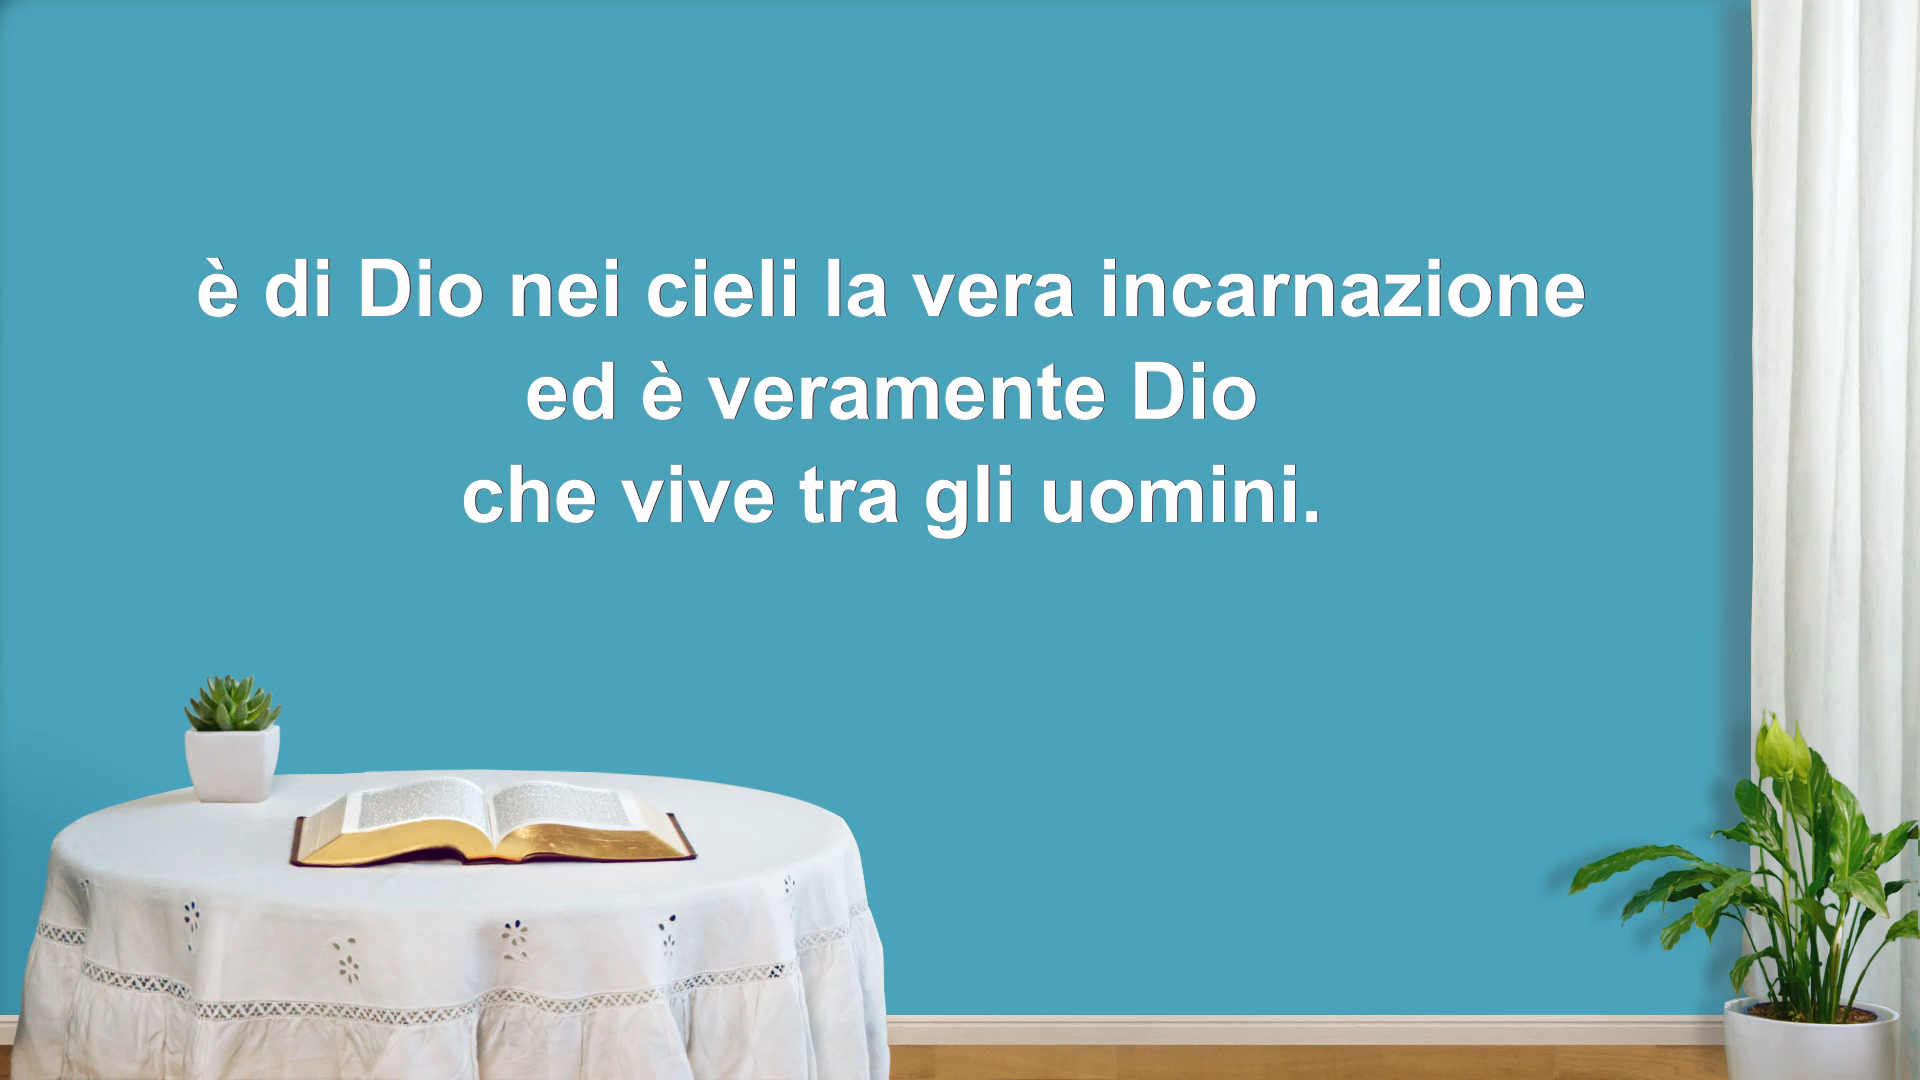 è di Dio nei cieli la vera incarnazione
ed è veramente Dio
che vive tra gli uomini.